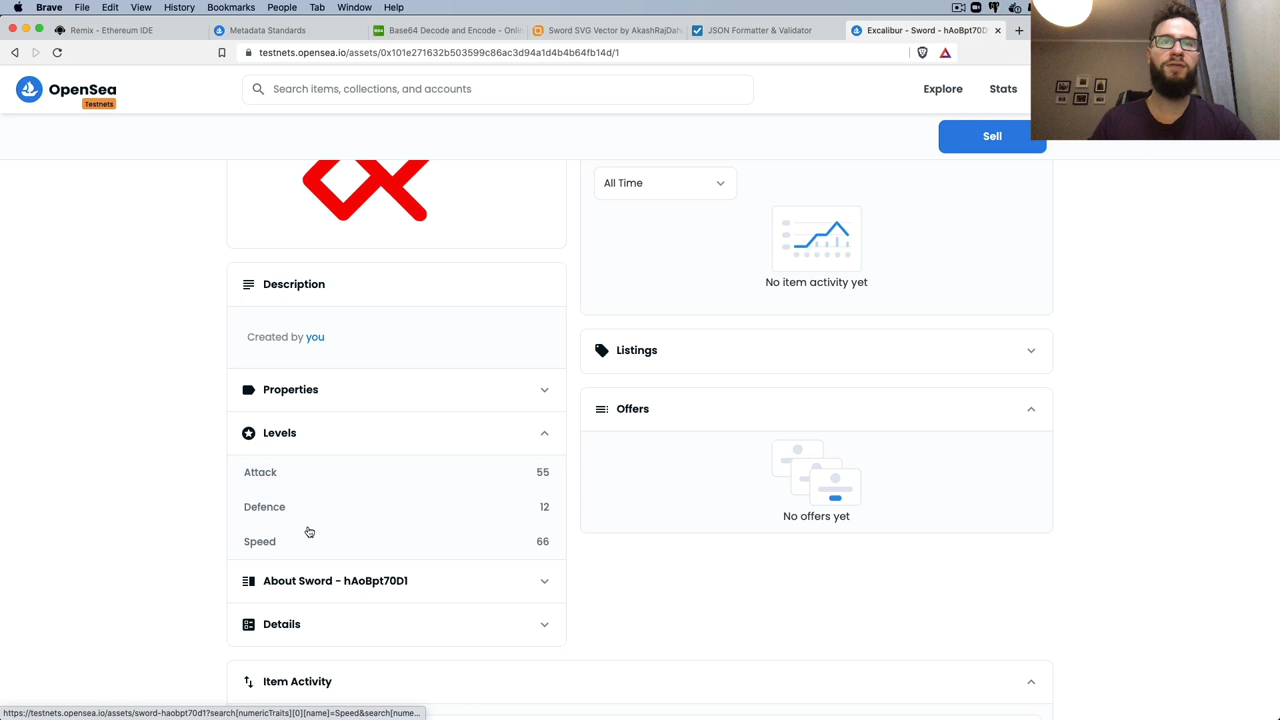 Brave File Edit View History Bookmarks People Tab Window Help
Remix - Ethereum IDE
Metadata Standards
Base64 Decode and Encode - Onlin
Sword SVG Vector by AkashRajDah
JSON Formatter & Validator
Excalibur - Sword - hAoBpt70D
testnets.opensea.io/assets/0x101e271632b503599c86ac3d94a1d4b4b64fb14d/1
OpenSea
Testnets
Search items, collections, and accounts
Explore
Stats
Sell
All Time
No item activity yet
Description
Created by you
Properties
Levels
Attack 55
Defence 12
Speed 66
About Sword - hAoBpt70D1
Details
Listings
Offers
No offers yet
Item Activity
https://testnets.opensea.io/assets/sword-haobpt70d1?search[numericTraits][0][name]=Speed&search[nume...